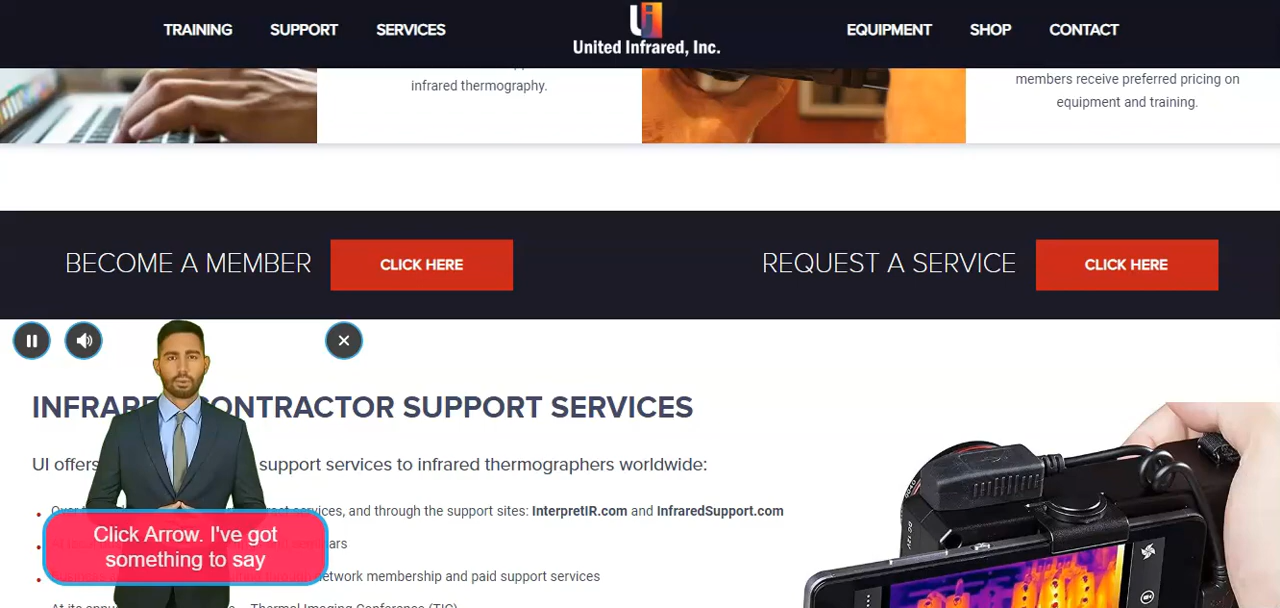 TRAINING SUPPORT SERVICES
Ui
United Infrared, Inc.
EQUIPMENT SHOP CONTACT
infrared thermography.
members receive preferred pricing on
equipment and training.
BECOME A MEMBER CLICK HERE
REQUEST A SERVICE CLICK HERE
INFRARED CONTRACTOR SUPPORT SERVICES
UI offers support services to infrared thermographers worldwide:
services, and through the support sites: InterpretIR.com and InfraredSupport.com
network membership and paid support services
Thermal Imaging Conference (TIC)
Click Arrow. I've got
something to say